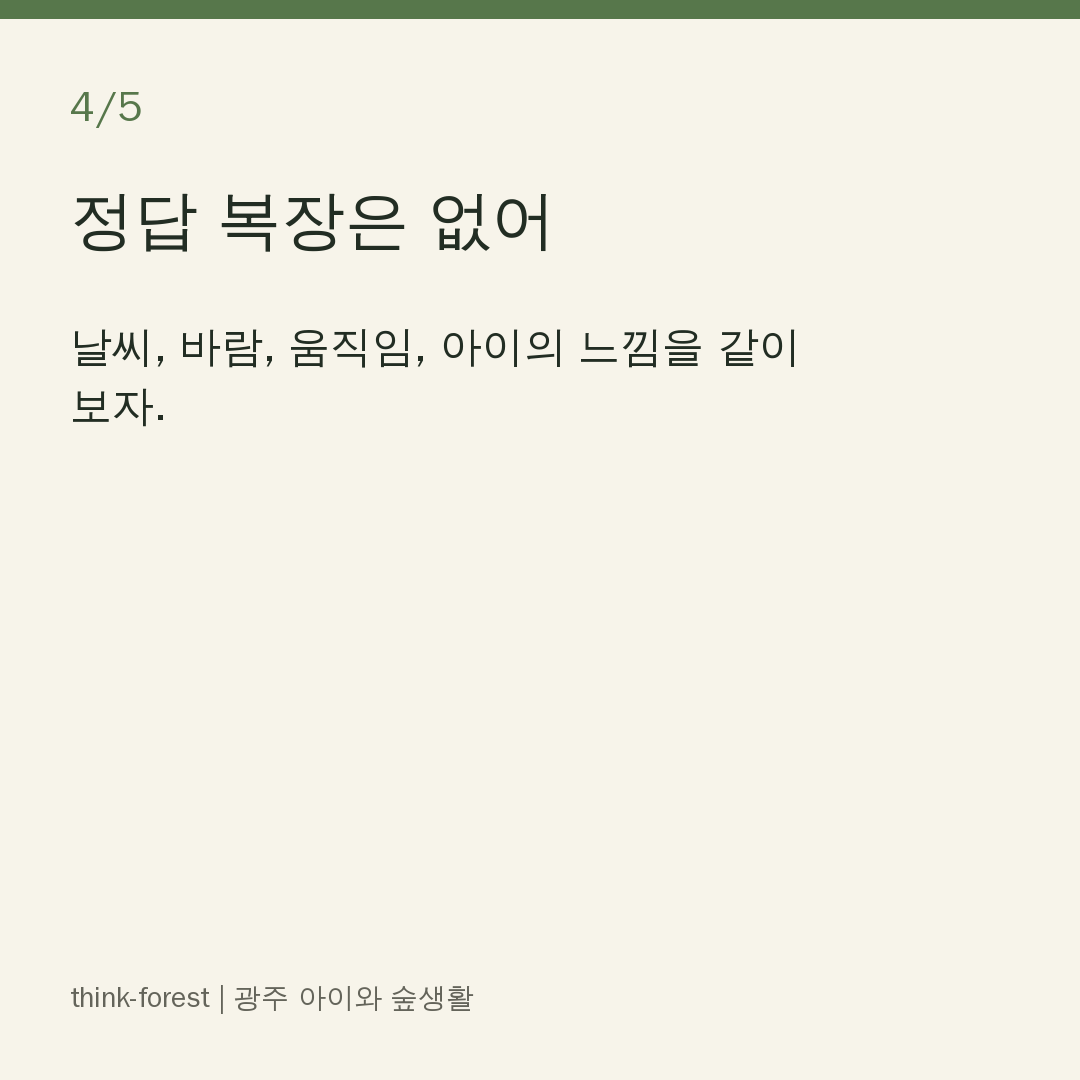 4/5
정답 복장은 없어
날씨, 바람, 움직임, 아이의 느낌을 같이
보자.
think-forest | 광주 아이와 숲생활